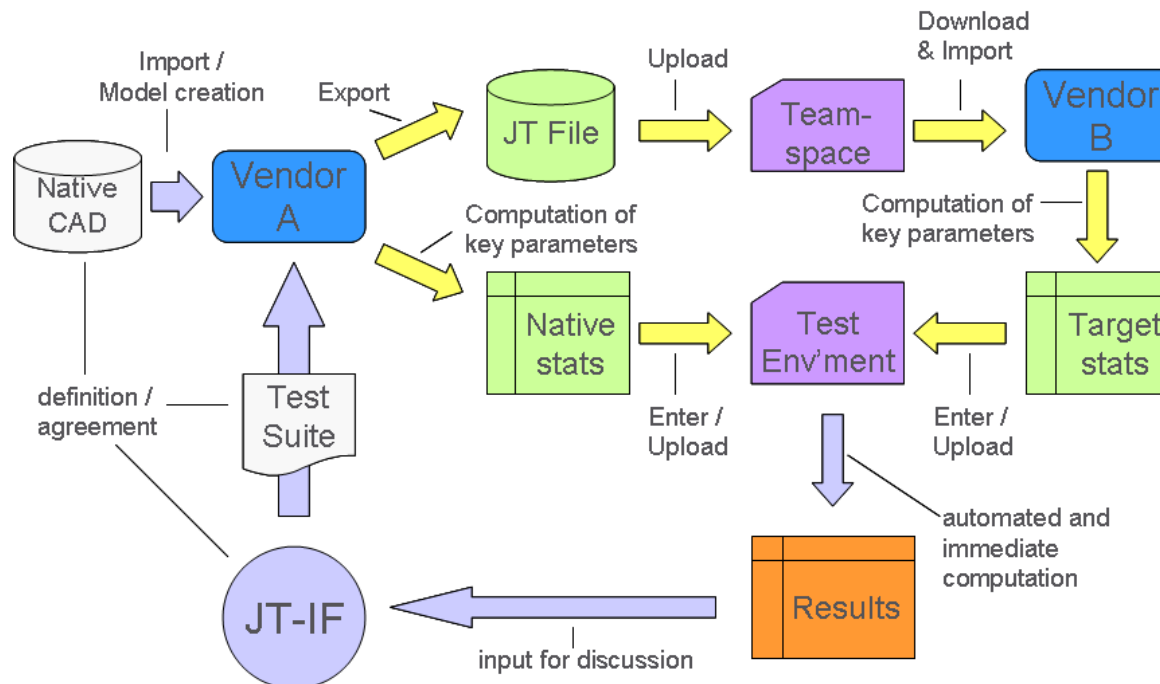 Import /
Model creation
Export
Upload
Download
& Import
Native
CAD
Vendor
A
JT File
Team-
space
Vendor
B
Computation of
key parameters
Computation of
key parameters
Native
stats
Test
Env'ment
Target
stats
definition /
agreement
Test
Suite
Enter /
Upload
Enter /
Upload
automated and
immediate
computation
JT-IF
Results
input for discussion